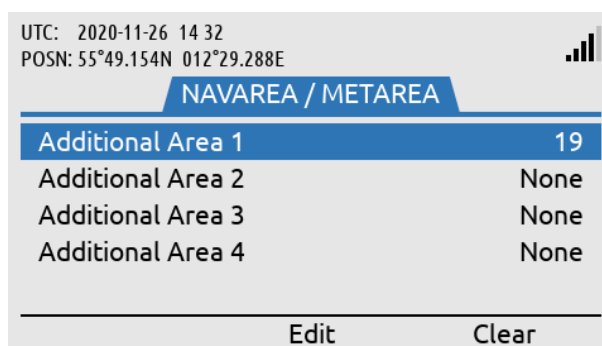 UTC: 2020-11-26 14 32
POSN: 55°49.154N 012°29.288E
NAVAREA / METAREA
Additional Area 1 19
Additional Area 2 None
Additional Area 3 None
Additional Area 4 None
Edit Clear